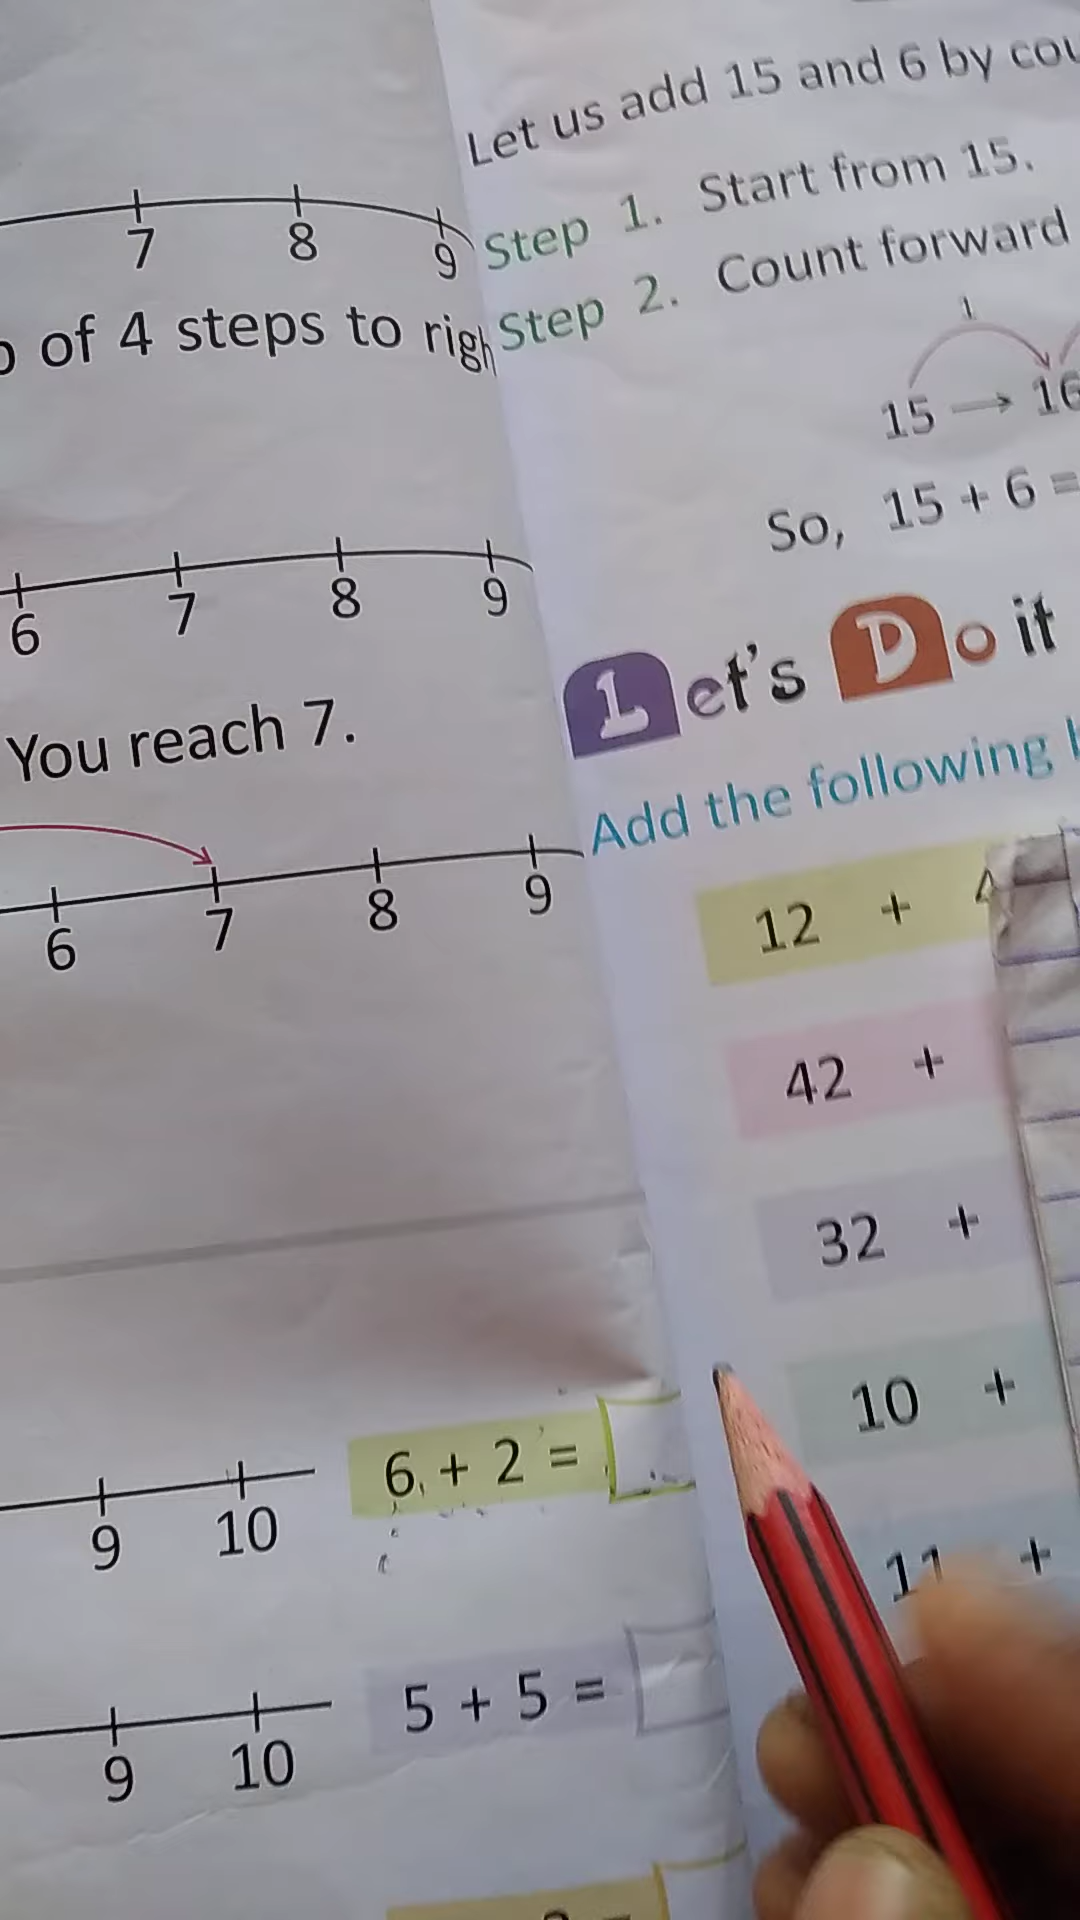 7 8 9
of 4 steps to righ
6 7 8 9
You reach 7.
6 7 8 9
9 10
6 + 2 =
9 10
5 + 5 =
Let us add 15 and 6 by
Step 1. Start from 15.
Step 2. Count forward
1
15 → 16
So, 15 + 6 =
Let's Do it
Add the following
12 +
42 +
32 +
10 +
11 +